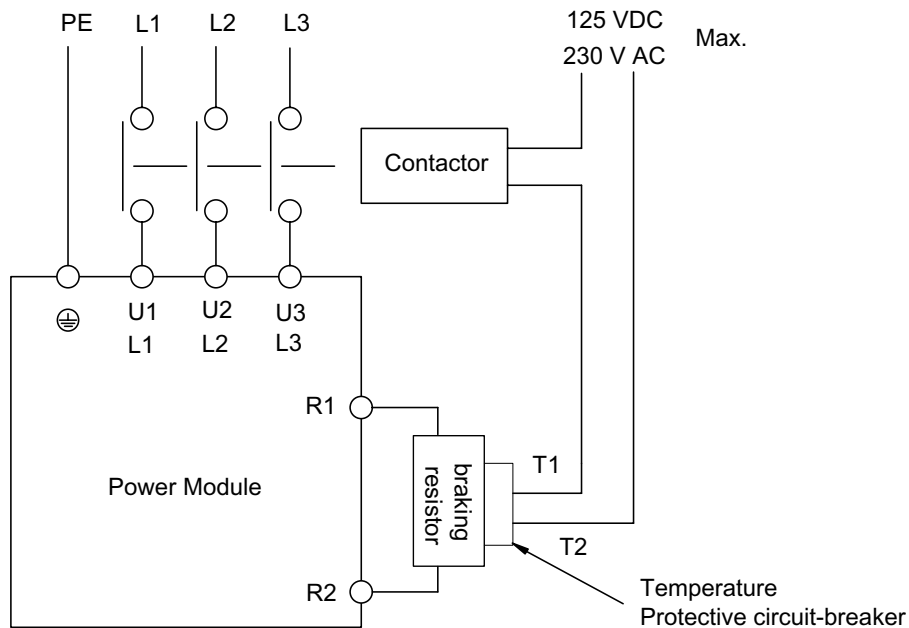 PE L1 L2 L3
125 VDC
230 V AC
Max.
Contactor
U1 U2 U3
L1 L2 L3
R1
Power Module
braking
resistor
T1
T2
R2
Temperature
Protective circuit-breaker